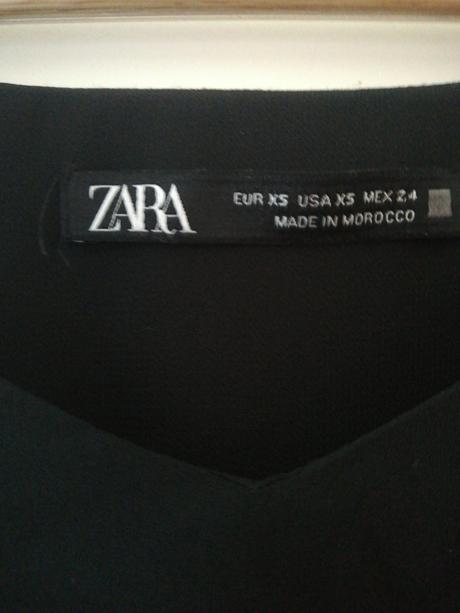 ZARA
EUR XS USA XS MEX 24
MADE IN MOROCCO